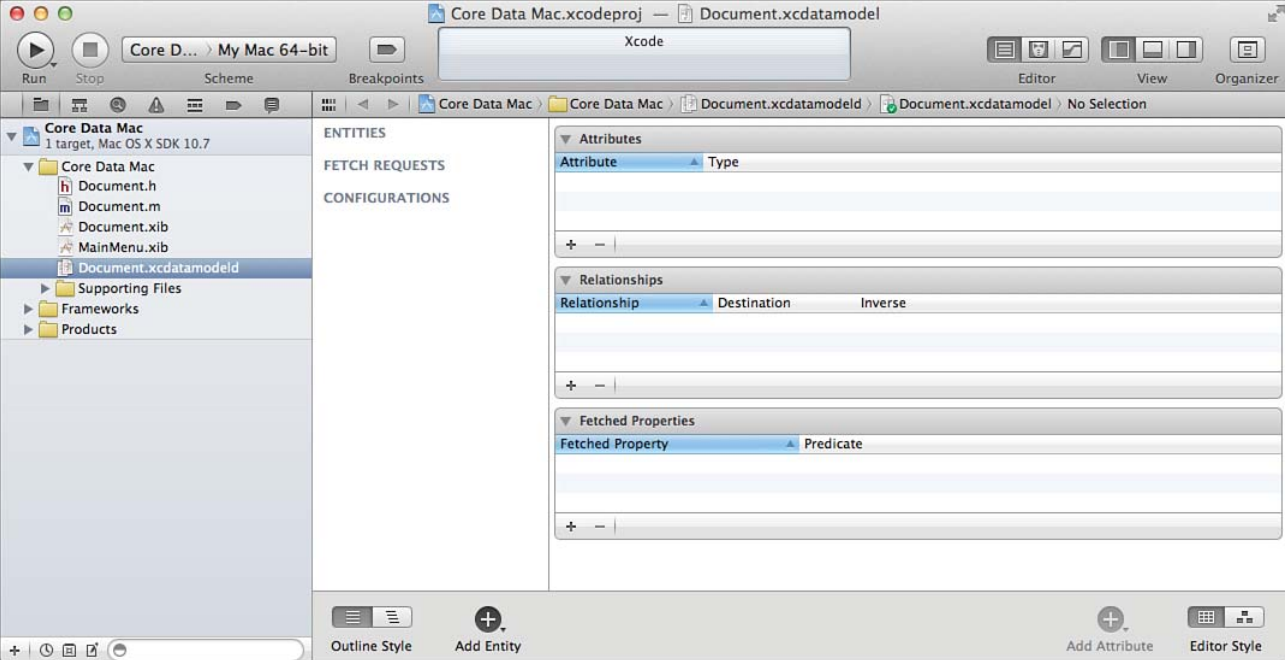 Core Data Mac.xcodeproj — Document.xcdatamodel
Core D... My Mac 64-bit
Xcode
Run Stop Scheme Breakpoints Editor View Organizer
Core Data Mac Core Data Mac Document.xcdatamodeld Document.xcdatamodel No Selection
Core Data Mac
1 target, Mac OS X SDK 10.7
Core Data Mac
h Document.h
m Document.m
Document.xib
MainMenu.xib
Document.xcdatamodeld
Supporting Files
Frameworks
Products
ENTITIES
FETCH REQUESTS
CONFIGURATIONS
Attributes
Attribute Type
+ −
Relationships
Relationship Destination Inverse
+ −
Fetched Properties
Fetched Property Predicate
+ −
Outline Style Add Entity Add Attribute Editor Style